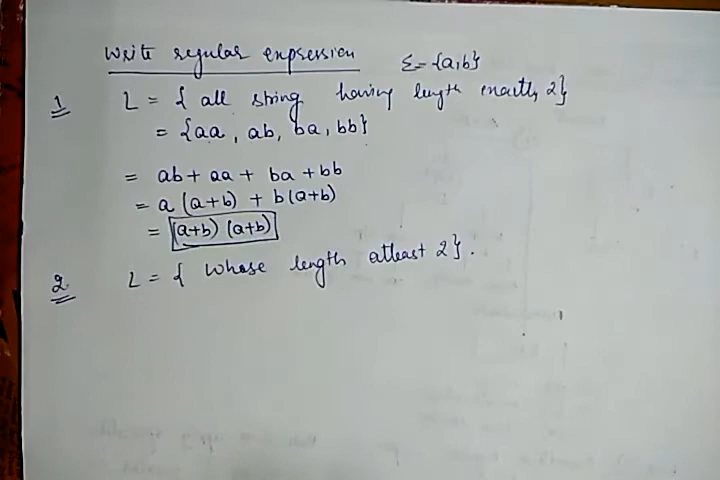 Write regular expression Σ = {a,b}
1 L = { all string having length exactly 2}
= {aa, ab, ba, bb}
= ab + aa + ba + bb
= a (a+b) + b(a+b)
= (a+b) (a+b)
2 L = { whose length atleast 2}.